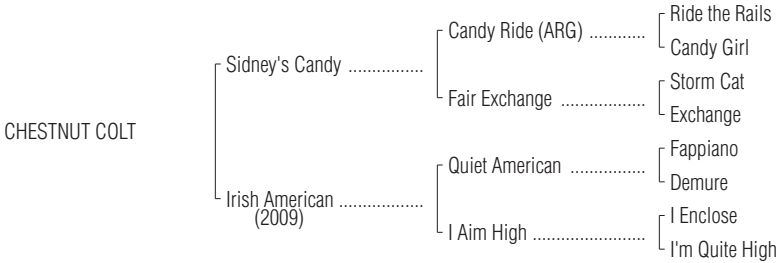 Ride the Rails
Candy Ride (ARG) ............
Candy Girl
Sidney's Candy ................
Storm Cat
Fair Exchange ..................
Exchange
CHESTNUT COLT
Fappiano
Quiet American ................
Demure
Irish American ..................
(2009)
I Enclose
I Aim High ........................
I'm Quite High